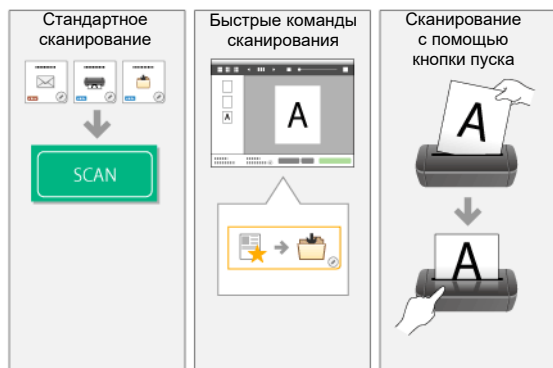 Стандартное
сканирование
SCAN
Быстрые команды
сканирования
A
A
Сканирование
с помощью
кнопки пуска
A
A